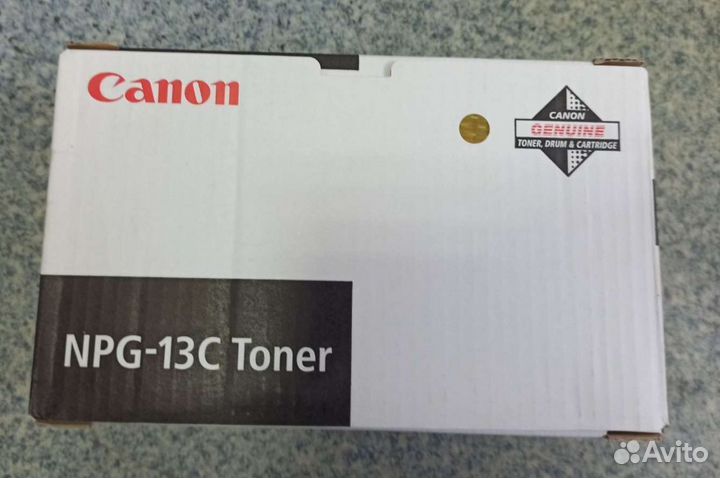 Canon
CANON
GENUINE
TONER, DRUM & CARTRIDGE
NPG-13C Toner
Avito